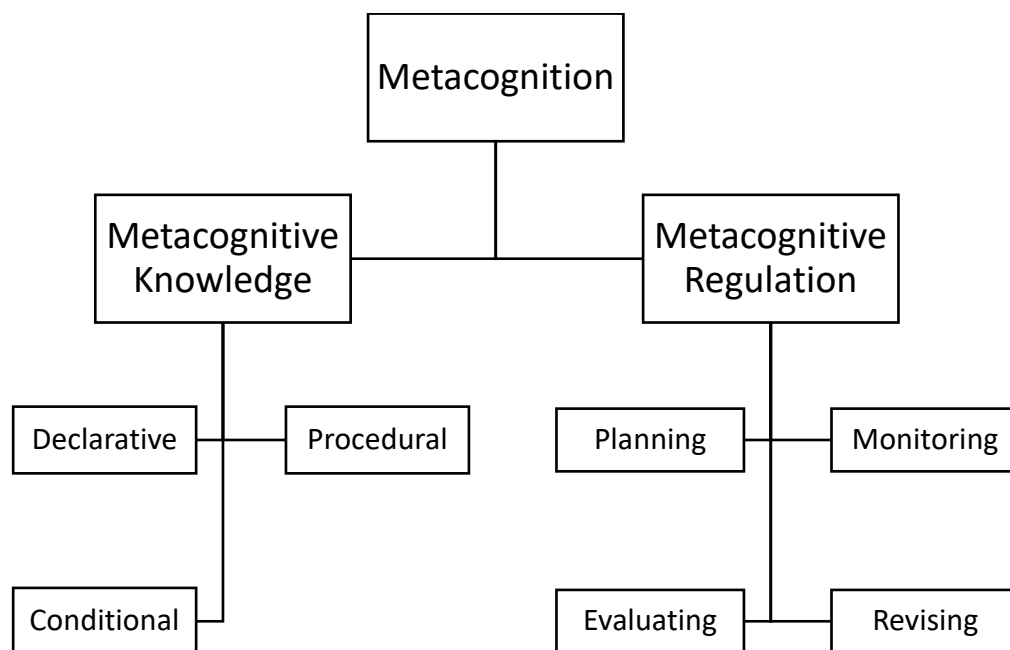 Metacognition
Metacognitive
Knowledge
Metacognitive
Regulation
Declarative
Procedural
Planning
Monitoring
Conditional
Evaluating
Revising